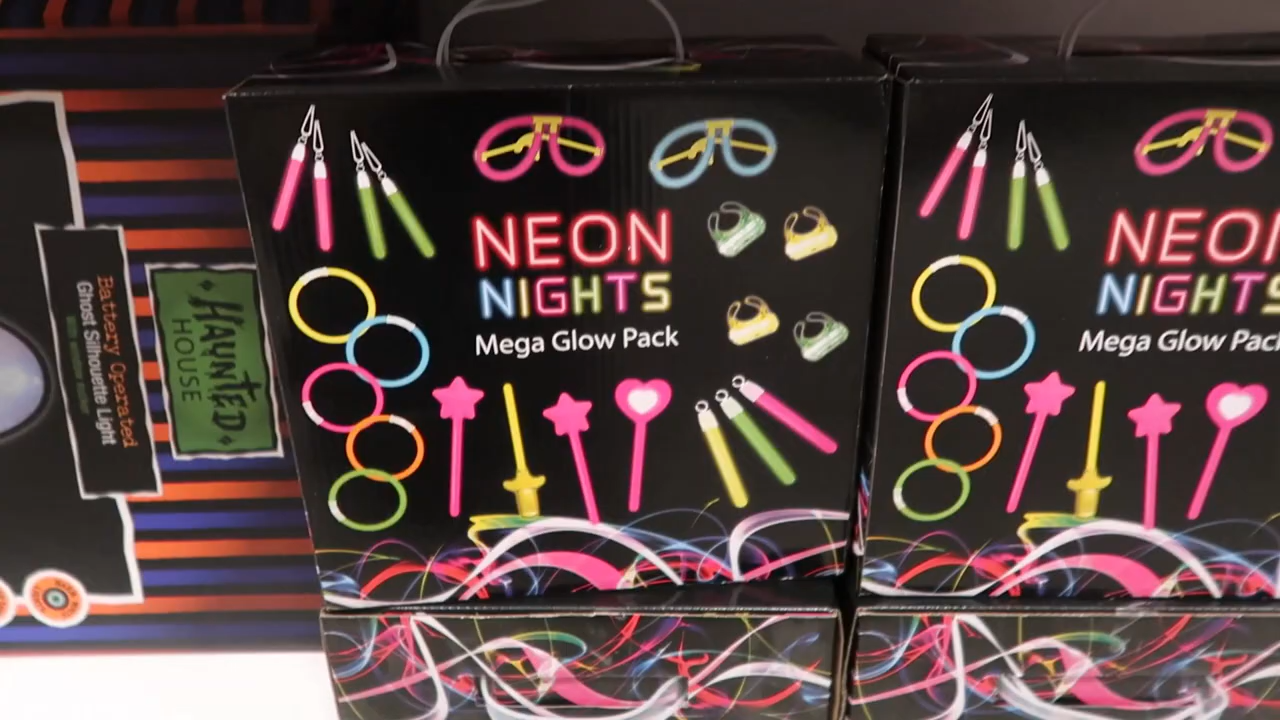 Battery Operated
Ghost Silhouette Light
HAUNTED
HOUSE
NEON
NIGHTS
Mega Glow Pack
NEON
NIGHTS
Mega Glow Pack